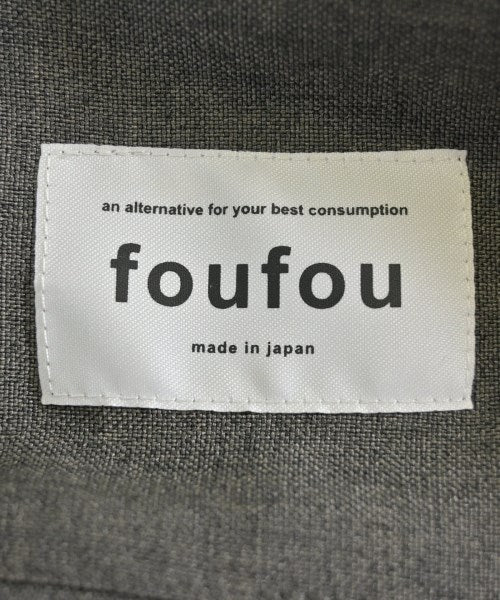 an alternative for your best consumption
foufou
made in japan